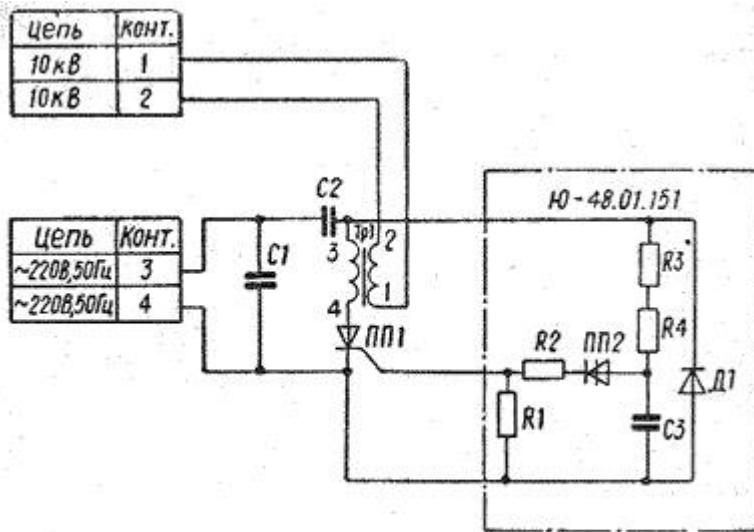 цепь конт.
10кВ 1
10кВ 2
C2
Ю-48.01.151
Тр1
цепь Конт.
~220В,50Гц 3
~220В,50Гц 4
C1
3
2
4
1
ПП1
R3
R4
R2
ПП2
R1
C3
Д1